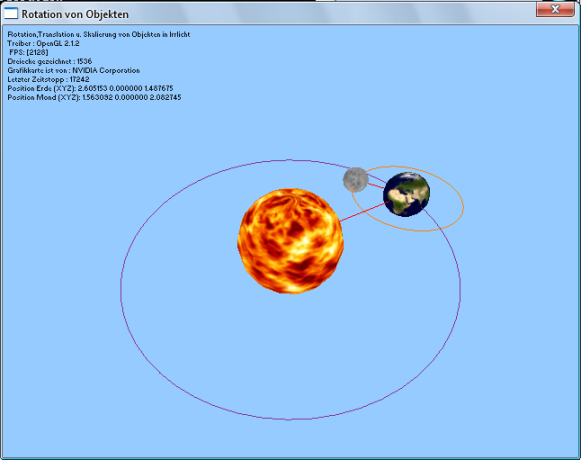 Rotation von Objekten
Rotation,Translation u. Skalierung von Objekten in Irrlicht
Treiber : OpenGL 2.1.2
FPS: [2128]
Dreiecke gezeichnet : 1536
Grafikkarte ist von : NVIDIA Corporation
Letzter Zeitstopp : 17242
Position Erde (XYZ): 2.605153 0.000000 1.487675
Position Mond (XYZ): 1.563092 0.000000 2.082745